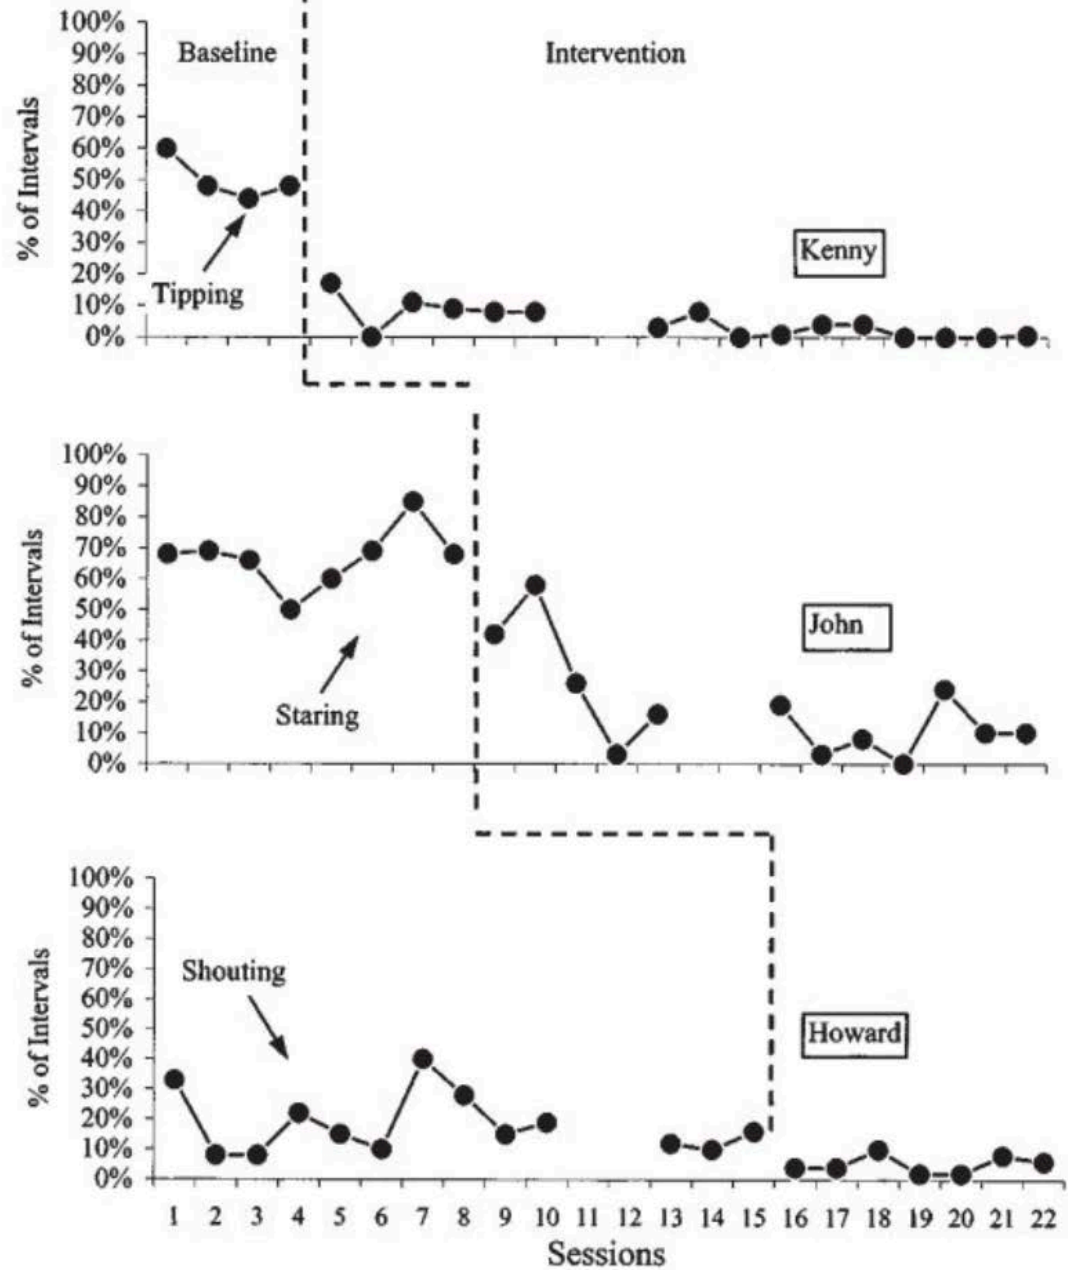 100%
90%
80%
70%
60%
50%
40%
30%
20%
10%
0%
% of Intervals
Baseline
Intervention
Tipping
Kenny
100%
90%
80%
70%
60%
50%
40%
30%
20%
10%
0%
% of Intervals
Staring
John
100%
90%
80%
70%
60%
50%
40%
30%
20%
10%
0%
% of Intervals
Shouting
Howard
1 2 3 4 5 6 7 8 9 10 11 12 13 14 15 16 17 18 19 20 21 22
Sessions